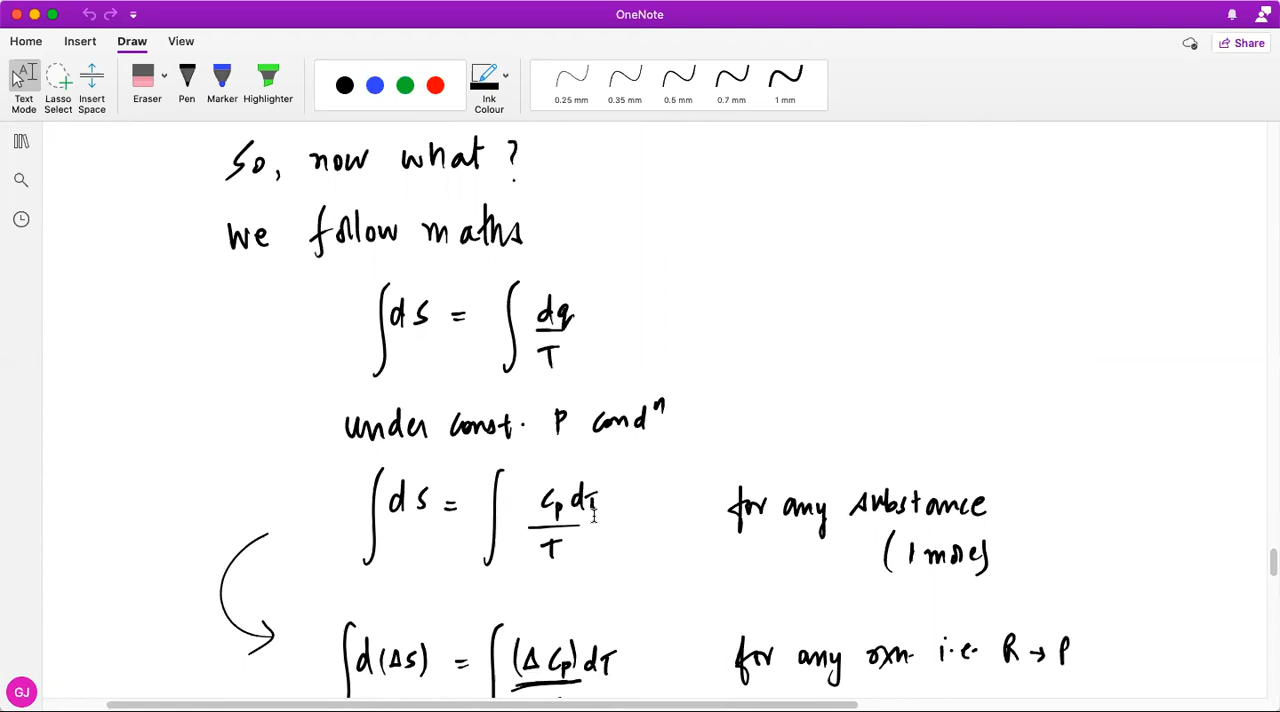 OneNote
Home Insert Draw View
Share
Text Mode
Lasso Select
Insert Space
Eraser
Pen
Marker
Highlighter
Ink Colour
0.25 mm
0.35 mm
0.5 mm
0.7 mm
1 mm
So, now what?
we follow maths
∫dS = ∫ dq/T
under const. P condⁿ
∫dS = ∫ CpdT/T for any substance
(1 mole)
∫d(ΔS) = ∫ (ΔCp)dT for any rxn. i.e. R → P
GJ